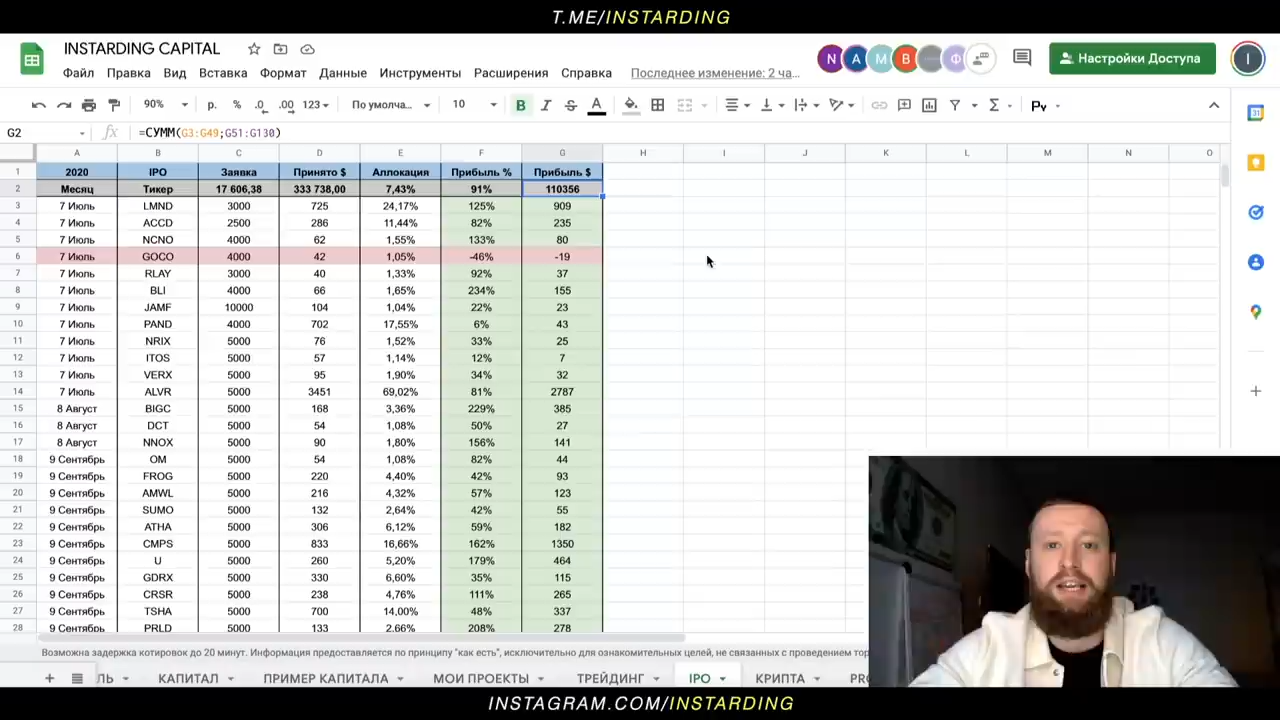 T.ME/INSTARDING
INSTARDING CAPITAL
Файл Правка Вид Вставка Формат Данные Инструменты Расширения Справка Последнее изменение: 2 ча...
N A M B Ф Настройки Доступа I
90% р. % .0 .00 123 По умолча... 10 B I S A Σ
G2 fx =СУММ(G3:G49;G51:G130)
A B C D E F G H I J K L M N O
1 2020 IPO Заявка Принято $ Аллокация Прибыль % Прибыль $
2 Месяц Тикер 17 606,38 333 738,00 7,43% 91% 110356
3 7 Июль LMND 3000 725 24,17% 125% 909
4 7 Июль ACCD 2500 286 11,44% 82% 235
5 7 Июль NCNO 4000 62 1,55% 133% 80
6 7 Июль GOCO 4000 42 1,05% -46% -19
7 7 Июль RLAY 3000 40 1,33% 92% 37
8 7 Июль BLI 4000 66 1,65% 234% 155
9 7 Июль JAMF 10000 104 1,04% 22% 23
10 7 Июль PAND 4000 702 17,55% 6% 43
11 7 Июль NRIX 5000 76 1,52% 33% 25
12 7 Июль ITOS 5000 57 1,14% 12% 7
13 7 Июль VERX 5000 95 1,90% 34% 32
14 7 Июль ALVR 5000 3451 69,02% 81% 2787
15 8 Август BIGC 5000 168 3,36% 229% 385
16 8 Август DCT 5000 54 1,08% 50% 27
17 8 Август NNOX 5000 90 1,80% 156% 141
18 9 Сентябрь OM 5000 54 1,08% 82% 44
19 9 Сентябрь FROG 5000 220 4,40% 42% 93
20 9 Сентябрь AMWL 5000 216 4,32% 57% 123
21 9 Сентябрь SUMO 5000 132 2,64% 42% 55
22 9 Сентябрь ATHA 5000 306 6,12% 59% 182
23 9 Сентябрь CMPS 5000 833 16,66% 162% 1350
24 9 Сентябрь U 5000 260 5,20% 179% 464
25 9 Сентябрь GDRX 5000 330 6,60% 35% 115
26 9 Сентябрь CRSR 5000 238 4,76% 111% 265
27 9 Сентябрь TSHA 5000 700 14,00% 48% 337
28 9 Сентябрь PRLD 5000 133 2,66% 208% 278
Возможна задержка котировок до 20 минут. Информация предоставляется по принципу "как есть", исключительно для ознакомительных целей, не связанных с проведением тор
ЛЬ КАПИТАЛ ПРИМЕР КАПИТАЛА МОИ ПРОЕКТЫ ТРЕЙДИНГ IPO КРИПТА
INSTAGRAM.COM/INSTARDING